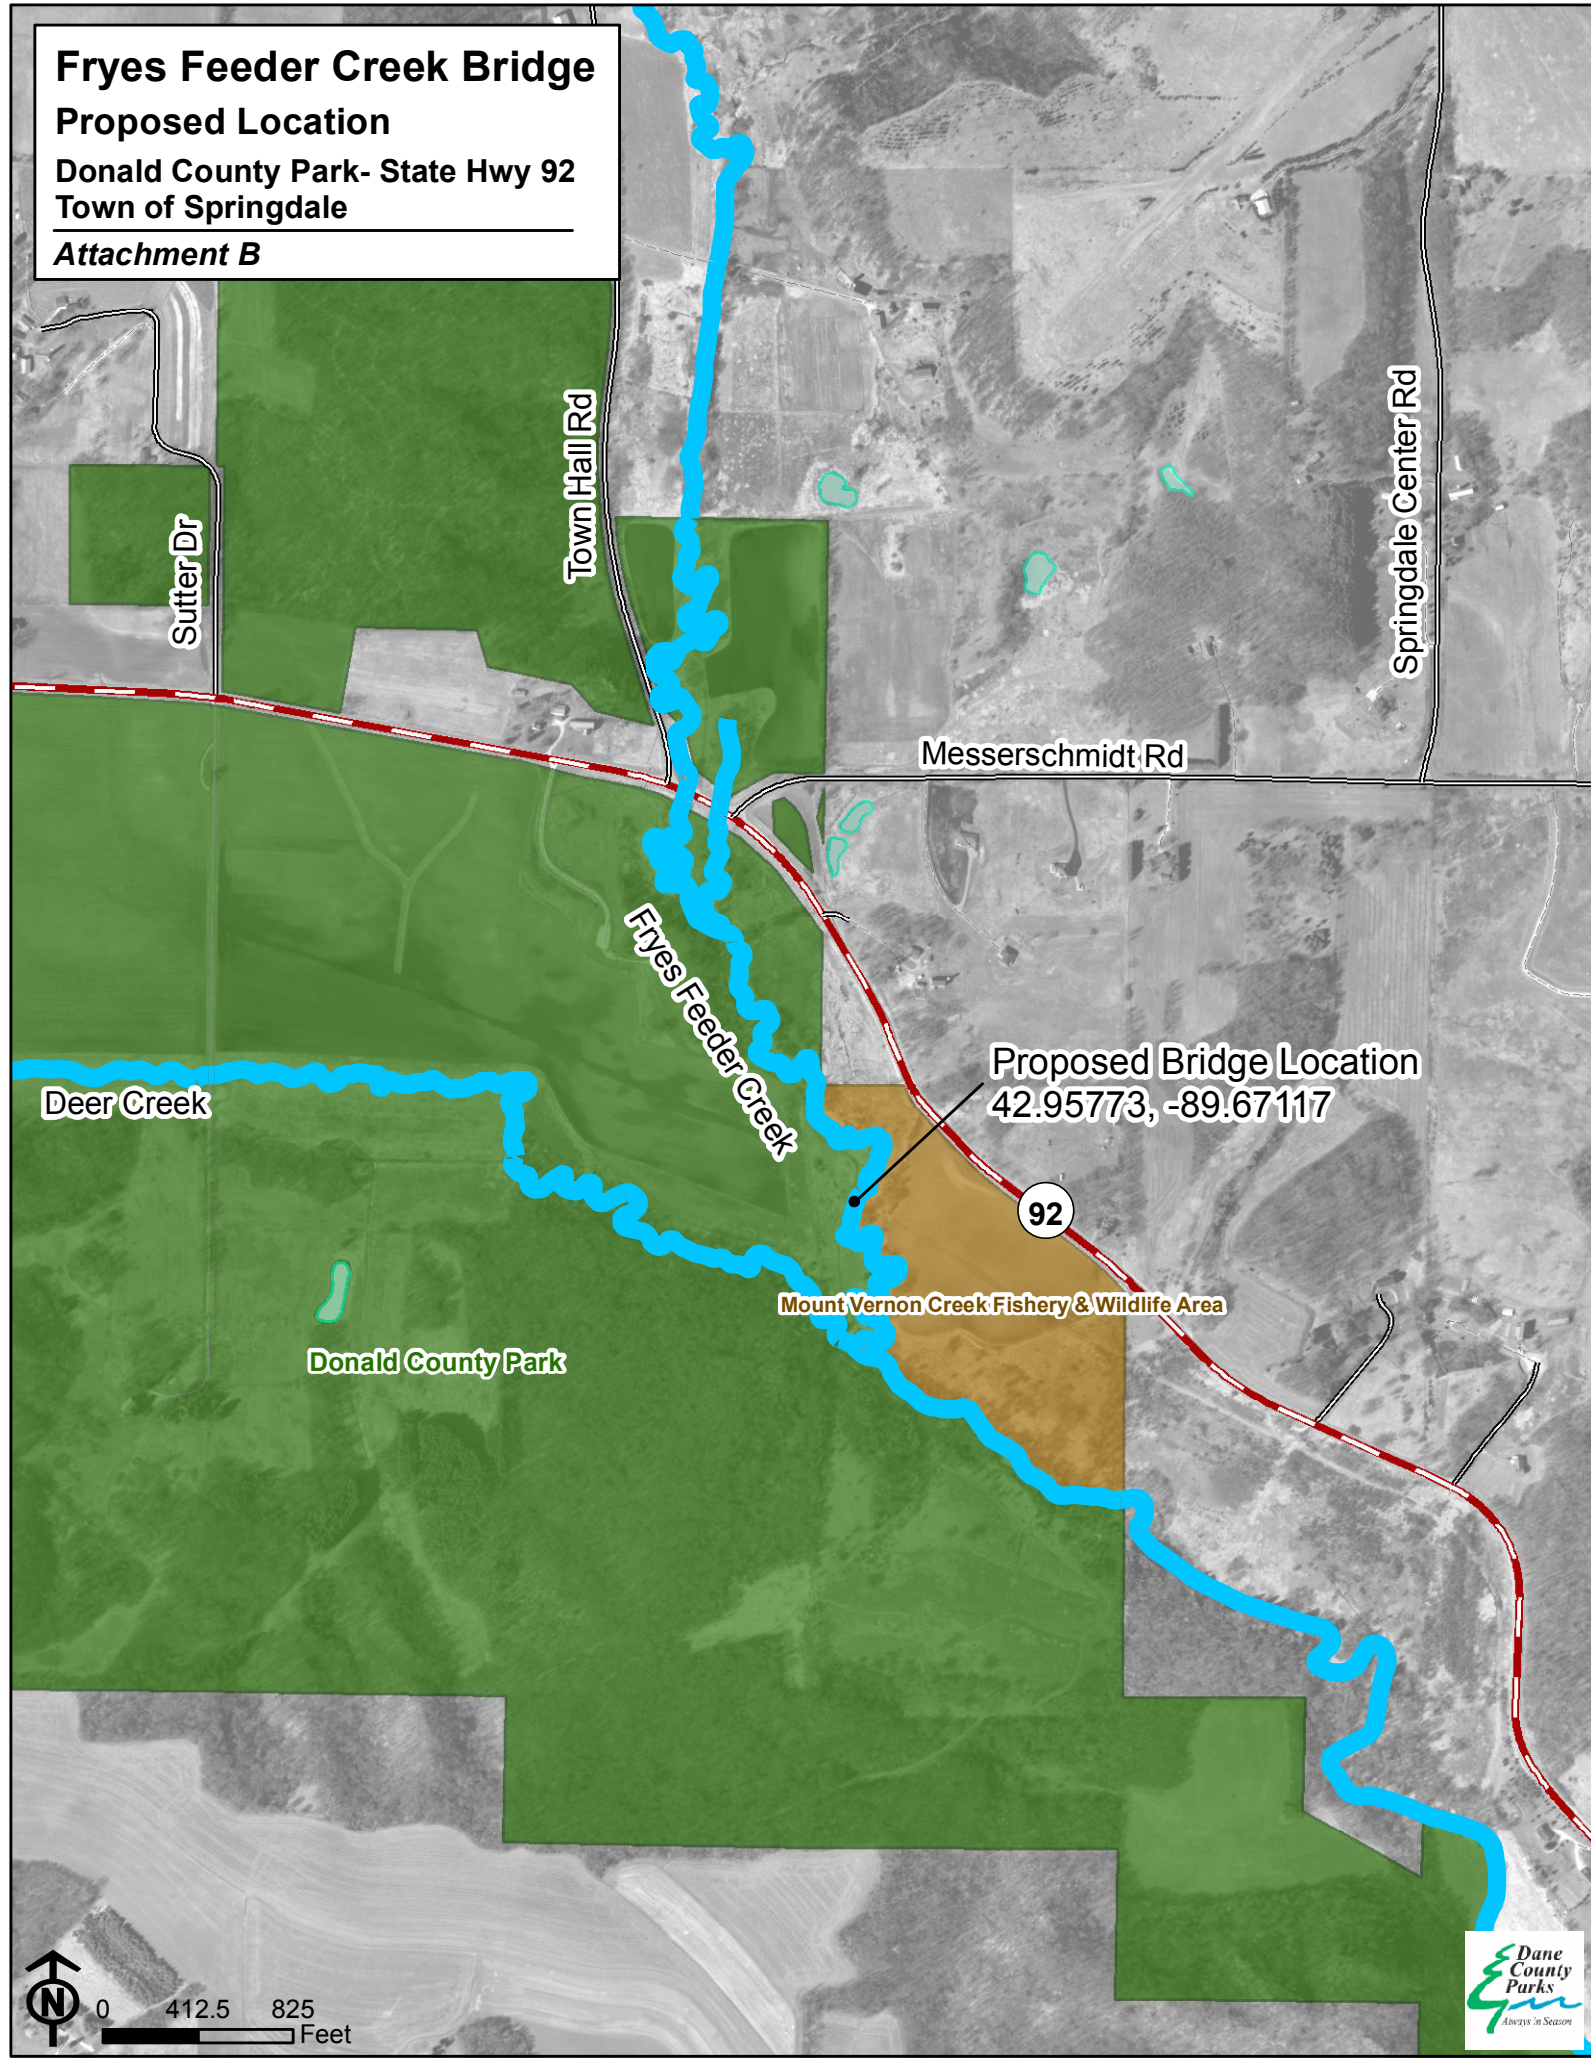 Fryes Feeder Creek Bridge
Proposed Location
Donald County Park- State Hwy 92
Town of Springdale
Attachment B
Town Hall Rd
Springdale Center Rd
Sutter Dr
Messerschmidt Rd
Fryes Feeder Creek
Proposed Bridge Location
42.95773, -89.67117
Deer Creek
92
Mount Vernon Creek Fishery & Wildlife Area
Donald County Park
N
0 412.5 825
Feet
Dane
County
Parks
Always in Season